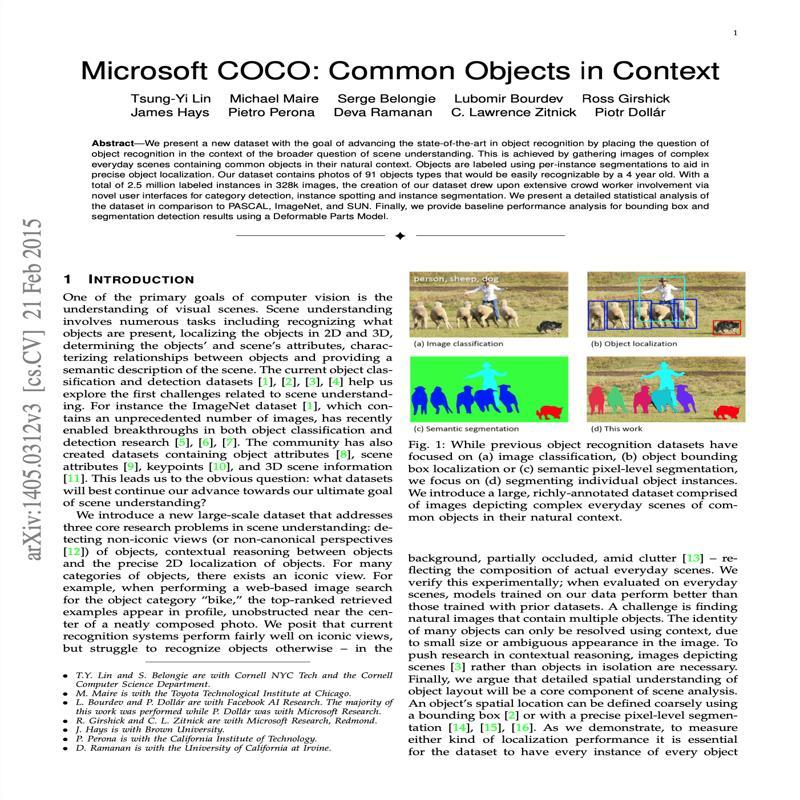 1
Microsoft COCO: Common Objects in Context
Tsung-Yi Lin Michael Maire Serge Belongie Lubomir Bourdev Ross Girshick
James Hays Pietro Perona Deva Ramanan C. Lawrence Zitnick Piotr Dollár
Abstract—We present a new dataset with the goal of advancing the state-of-the-art in object recognition by placing the question of
object recognition in the context of the broader question of scene understanding. This is achieved by gathering images of complex
everyday scenes containing common objects in their natural context. Objects are labeled using per-instance segmentations to aid in
precise object localization. Our dataset contains photos of 91 objects types that would be easily recognizable by a 4 year old. With a
total of 2.5 million labeled instances in 328k images, the creation of our dataset drew upon extensive crowd worker involvement via
novel user interfaces for category detection, instance spotting and instance segmentation. We present a detailed statistical analysis of
the dataset in comparison to PASCAL, ImageNet, and SUN. Finally, we provide baseline performance analysis for bounding box and
segmentation detection results using a Deformable Parts Model.
arXiv:1405.0312v3 [cs.CV] 21 Feb 2015
1 INTRODUCTION
One of the primary goals of computer vision is the
understanding of visual scenes. Scene understanding
involves numerous tasks including recognizing what
objects are present, localizing the objects in 2D and 3D,
determining the objects' and scene's attributes, charac-
terizing relationships between objects and providing a
semantic description of the scene. The current object clas-
sification and detection datasets [1], [2], [3], [4] help us
explore the first challenges related to scene understand-
ing. For instance the ImageNet dataset [1], which con-
tains an unprecedented number of images, has recently
enabled breakthroughs in both object classification and
detection research [5], [6], [7]. The community has also
created datasets containing object attributes [8], scene
attributes [9], keypoints [10], and 3D scene information
[11]. This leads us to the obvious question: what datasets
will best continue our advance towards our ultimate goal
of scene understanding?
We introduce a new large-scale dataset that addresses
three core research problems in scene understanding: de-
tecting non-iconic views (or non-canonical perspectives
[12]) of objects, contextual reasoning between objects
and the precise 2D localization of objects. For many
categories of objects, there exists an iconic view. For
example, when performing a web-based image search
for the object category "bike," the top-ranked retrieved
examples appear in profile, unobstructed near the cen-
ter of a neatly composed photo. We posit that current
recognition systems perform fairly well on iconic views,
but struggle to recognize objects otherwise – in the
• T.Y. Lin and S. Belongie are with Cornell NYC Tech and the Cornell
Computer Science Department.
• M. Maire is with the Toyota Technological Institute at Chicago.
• L. Bourdev and P. Dollár are with Facebook AI Research. The majority of
this work was performed while P. Dollár was with Microsoft Research.
• R. Girshick and C. L. Zitnick are with Microsoft Research, Redmond.
• J. Hays is with Brown University.
• P. Perona is with the California Institute of Technology.
• D. Ramanan is with the University of California at Irvine.
person, sheep, dog
(a) Image classification
(b) Object localization
(c) Semantic segmentation
(d) This work
Fig. 1: While previous object recognition datasets have
focused on (a) image classification, (b) object bounding
box localization or (c) semantic pixel-level segmentation,
we focus on (d) segmenting individual object instances.
We introduce a large, richly-annotated dataset comprised
of images depicting complex everyday scenes of com-
mon objects in their natural context.
background, partially occluded, amid clutter [13] – re-
flecting the composition of actual everyday scenes. We
verify this experimentally; when evaluated on everyday
scenes, models trained on our data perform better than
those trained with prior datasets. A challenge is finding
natural images that contain multiple objects. The identity
of many objects can only be resolved using context, due
to small size or ambiguous appearance in the image. To
push research in contextual reasoning, images depicting
scenes [3] rather than objects in isolation are necessary.
Finally, we argue that detailed spatial understanding of
object layout will be a core component of scene analysis.
An object's spatial location can be defined coarsely using
a bounding box [2] or with a precise pixel-level segmen-
tation [14], [15], [16]. As we demonstrate, to measure
either kind of localization performance it is essential
for the dataset to have every instance of every object